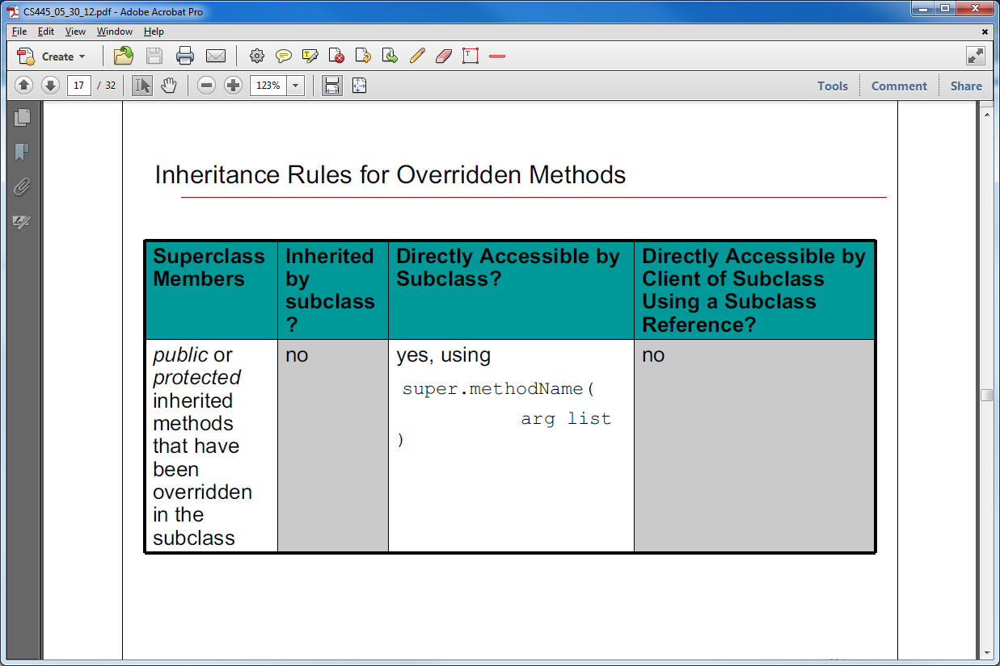 CS445_05_30_12.pdf - Adobe Acrobat Pro
File Edit View Window Help
Create
17 / 32 123% Tools Comment Share
Inheritance Rules for Overridden Methods
Superclass
Members
Inherited
by
subclass
?
Directly Accessible by
Subclass?
Directly Accessible by
Client of Subclass
Using a Subclass
Reference?
public or
protected
inherited
methods
that have
been
overridden
in the
subclass
no
yes, using
super.methodName(
arg list
)
no